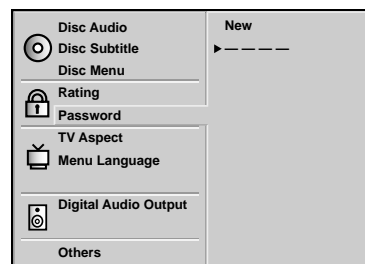 Disc Audio
Disc Subtitle
Disc Menu
Rating
Password
TV Aspect
Menu Language
Digital Audio Output
Others
New
▶ — — — —